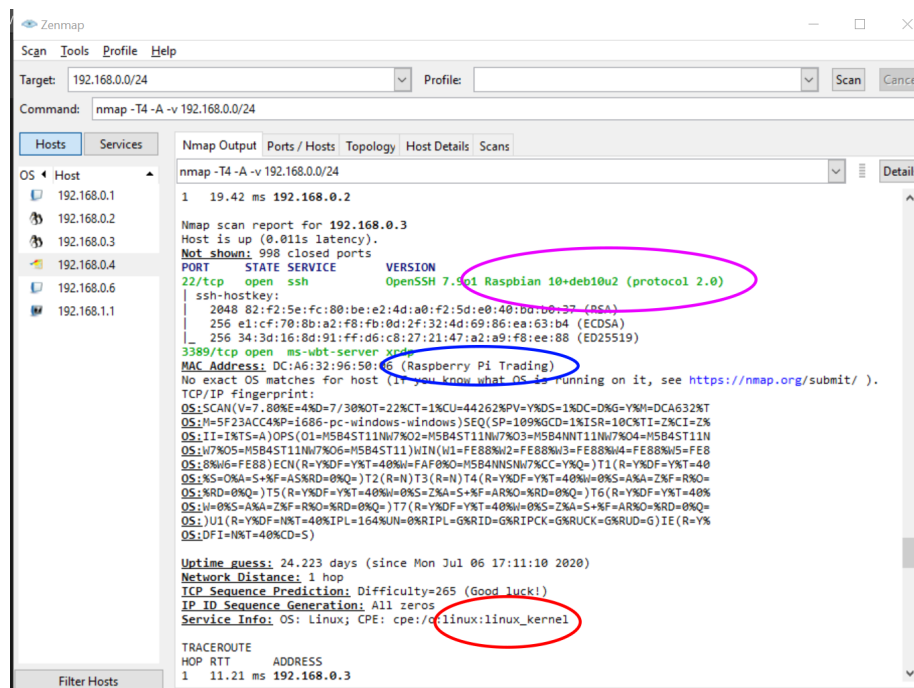 Zenmap
Scan Tools Profile Help
Target: 192.168.0.0/24 Profile: Scan
Command: nmap -T4 -A -v 192.168.0.0/24
Hosts Services
OS Host
192.168.0.1
192.168.0.2
192.168.0.3
192.168.0.4
192.168.0.6
192.168.1.1
Filter Hosts
Nmap Output Ports / Hosts Topology Host Details Scans
nmap -T4 -A -v 192.168.0.0/24 Detail
1 19.42 ms 192.168.0.2
Nmap scan report for 192.168.0.3
Host is up (0.011s latency).
Not shown: 998 closed ports
PORT STATE SERVICE VERSION
22/tcp open ssh OpenSSH 7.9p1 Raspbian 10+deb10u2 (protocol 2.0)
| ssh-hostkey:
| 2048 82:f2:5e:fc:80:be:e2:4d:a0:f2:5d:e0:40:bd:b0:37 (RSA)
| 256 e1:cf:70:8b:a2:f8:fb:0d:2f:32:4d:69:86:ea:63:b4 (ECDSA)
|_ 256 34:3d:16:8d:91:ff:d6:c8:27:21:47:a2:a9:f8:ee:88 (ED25519)
3389/tcp open ms-wbt-server xrdp
MAC Address: (Raspberry Pi Trading)
No exact OS matches for host (If you know what OS is running on it, see https://nmap.org/submit/ ).
TCP/IP fingerprint:
OS:SCAN(V=7.80%E=4%D=7/30%OT=22%CT=1%CU=44262%PV=Y%DS=1%DC=D%G=Y%M=DCA632%T
OS:M=5F23ACC4%P=i686-pc-windows-windows)SEQ(SP=109%GCD=1%ISR=10C%TI=Z%CI=Z%
OS:II=I%TS=A)OPS(O1=M5B4ST11NW7%O2=M5B4ST11NW7%O3=M5B4NNT11NW7%O4=M5B4ST11N
OS:W7%O5=M5B4ST11NW7%O6=M5B4ST11)WIN(W1=FE88%W2=FE88%W3=FE88%W4=FE88%W5=FE8
OS:8%W6=FE88)ECN(R=Y%DF=Y%T=40%W=FAF0%O=M5B4NNSNW7%CC=Y%Q=)T1(R=Y%DF=Y%T=40
OS:%S=O%A=S+%F=AS%RD=0%Q=)T2(R=N)T3(R=N)T4(R=Y%DF=Y%T=40%W=0%S=A%A=Z%F=R%O=
OS:%RD=0%Q=)T5(R=Y%DF=Y%T=40%W=0%S=Z%A=S+%F=AR%O=%RD=0%Q=)T6(R=Y%DF=Y%T=40%
OS:W=0%S=A%A=Z%F=R%O=%RD=0%Q=)T7(R=Y%DF=Y%T=40%W=0%S=Z%A=S+%F=AR%O=%RD=0%Q=
OS:)U1(R=Y%DF=N%T=40%IPL=164%UN=0%RIPL=G%RID=G%RIPCK=G%RUCK=G%RUD=G)IE(R=Y%
OS:DFI=N%T=40%CD=S)
Uptime guess: 24.223 days (since Mon Jul 06 17:11:10 2020)
Network Distance: 1 hop
TCP Sequence Prediction: Difficulty=265 (Good luck!)
IP ID Sequence Generation: All zeros
Service Info: OS: Linux; CPE: cpe:/o:linux:linux_kernel
TRACEROUTE
HOP RTT ADDRESS
1 11.21 ms 192.168.0.3